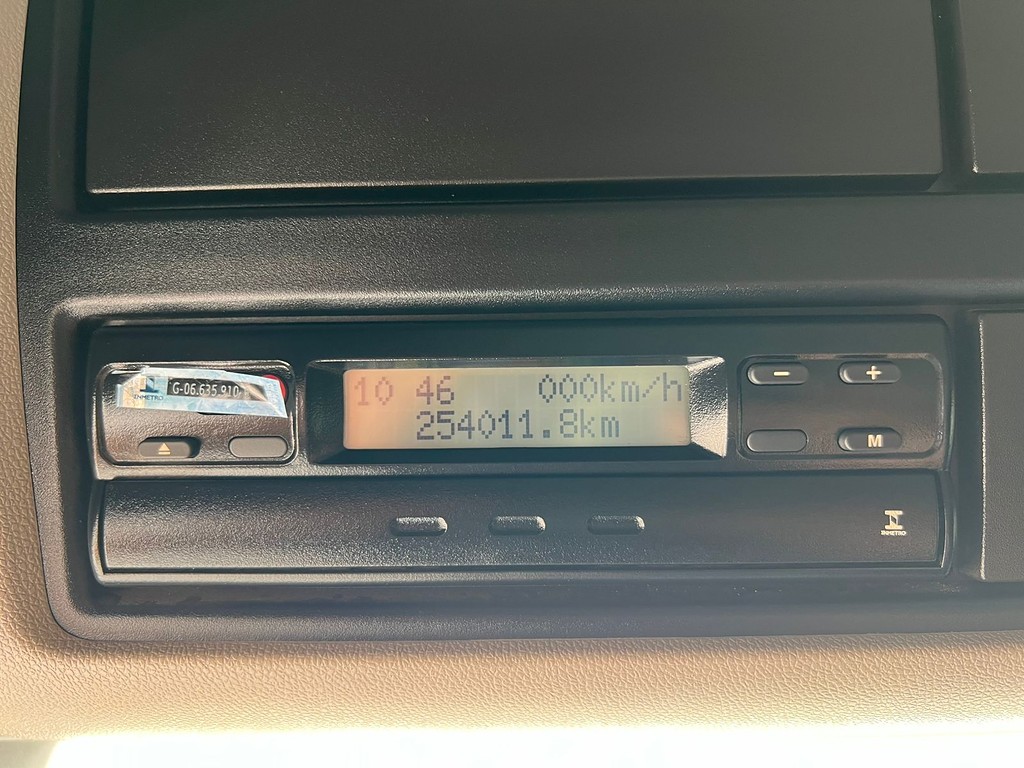 INMETRO G-06.635.910
10 46 000km/h
254011.8km
- +
M
INMETRO